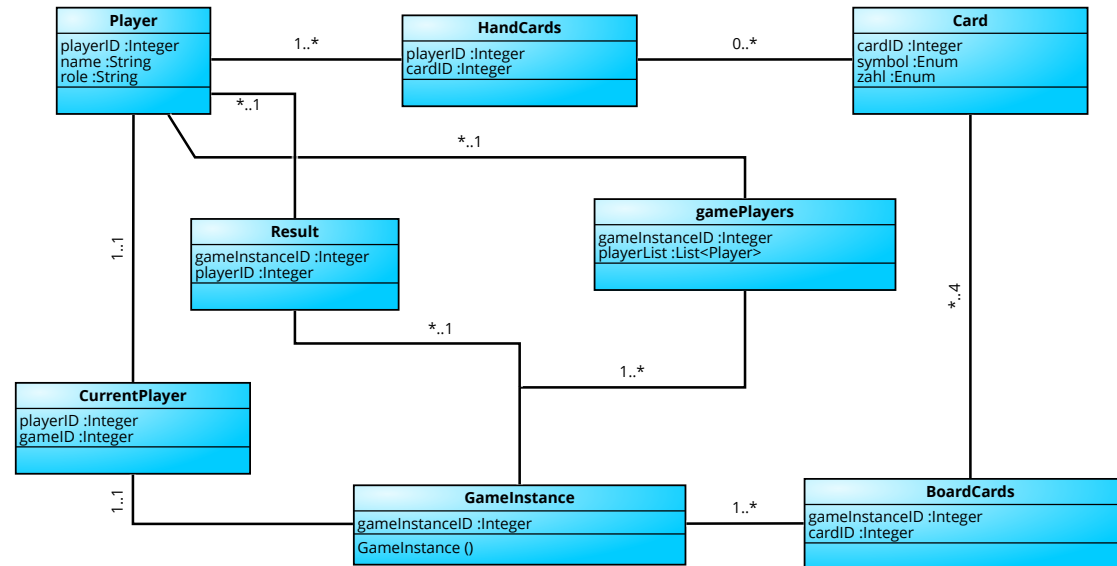 Player
playerID :Integer
name :String
role :String
1..*
HandCards
playerID :Integer
cardID :Integer
0..*
Card
cardID :Integer
symbol :Enum
zahl :Enum
*..1
*..1
1..1
Result
gameInstanceID :Integer
playerID :Integer
gamePlayers
gameInstanceID :Integer
playerList :List<Player>
*..4
*..1
1..*
CurrentPlayer
playerID :Integer
gameID :Integer
1..1
GameInstance
gameInstanceID :Integer
GameInstance ()
1..*
BoardCards
gameInstanceID :Integer
cardID :Integer